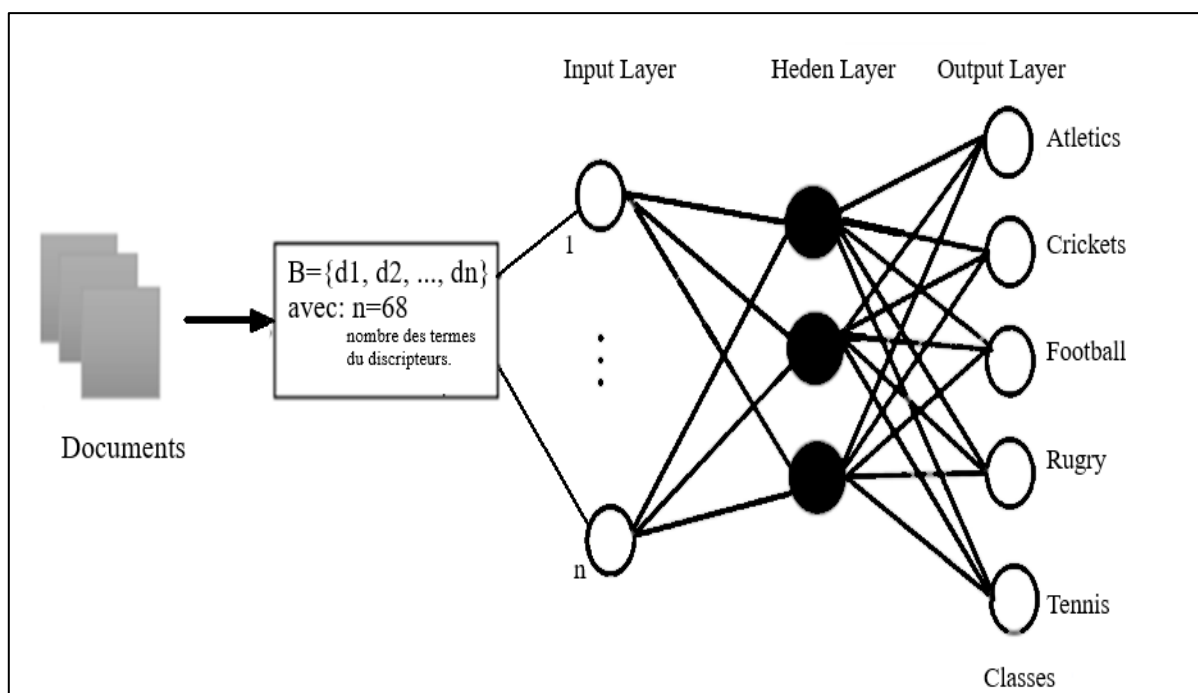 Input Layer
Heden Layer
Output Layer
Atletics
Crickets
Football
Rugry
Tennis
Classes
1
n
B={d1, d2, ..., dn}
avec: n=68
nombre des termes
du discripteurs.
Documents